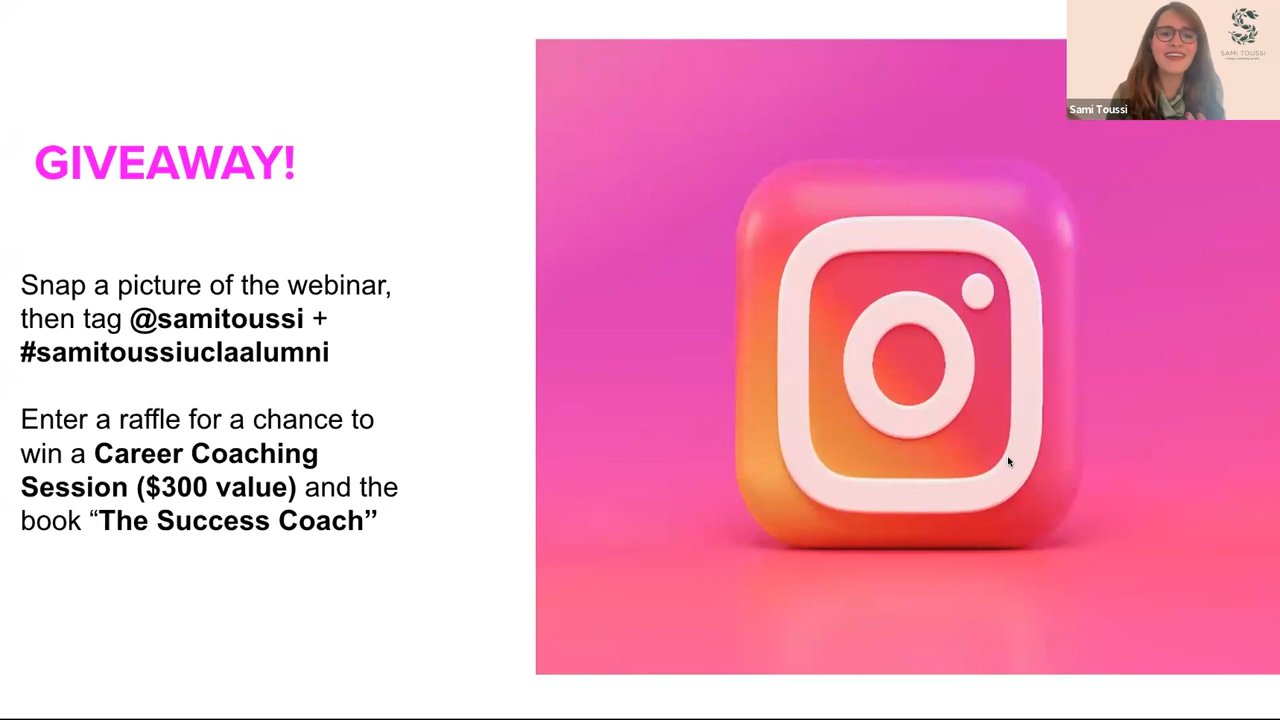 GIVEAWAY!
Snap a picture of the webinar,
then tag @samitoussi +
#samitoussiuclaalumni
Enter a raffle for a chance to
win a Career Coaching
Session ($300 value) and the
book “The Success Coach”
SAMI TOUSSI
Sami Toussi